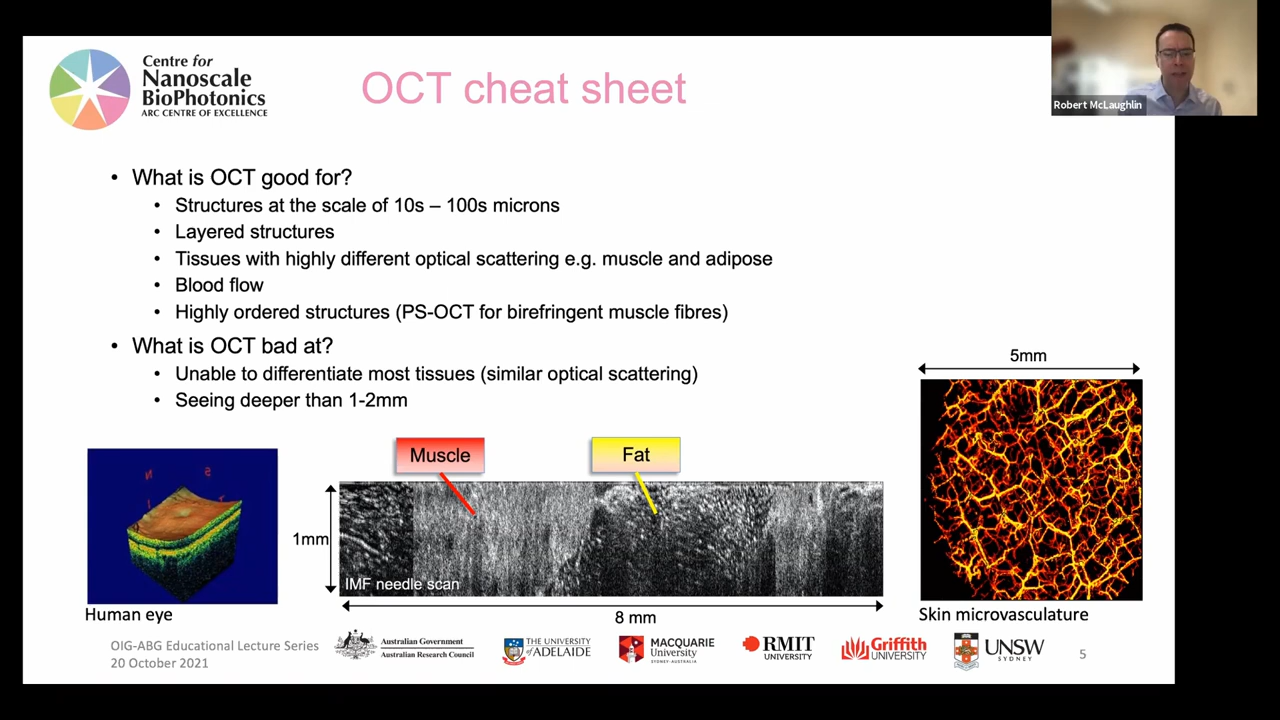 Centre for
Nanoscale
BioPhotonics
ARC CENTRE OF EXCELLENCE
OCT cheat sheet
Robert McLaughlin
• What is OCT good for?
• Structures at the scale of 10s – 100s microns
• Layered structures
• Tissues with highly different optical scattering e.g. muscle and adipose
• Blood flow
• Highly ordered structures (PS-OCT for birefringent muscle fibres)
• What is OCT bad at?
• Unable to differentiate most tissues (similar optical scattering)
• Seeing deeper than 1-2mm
5mm
Muscle
Fat
1mm
IMF needle scan
8 mm
Human eye
Skin microvasculature
OIG-ABG Educational Lecture Series
20 October 2021
Australian Government
Australian Research Council
THE UNIVERSITY
of ADELAIDE
MACQUARIE
University
SYDNEY·AUSTRALIA
RMIT
UNIVERSITY
Griffith
UNIVERSITY
UNSW
SYDNEY
5